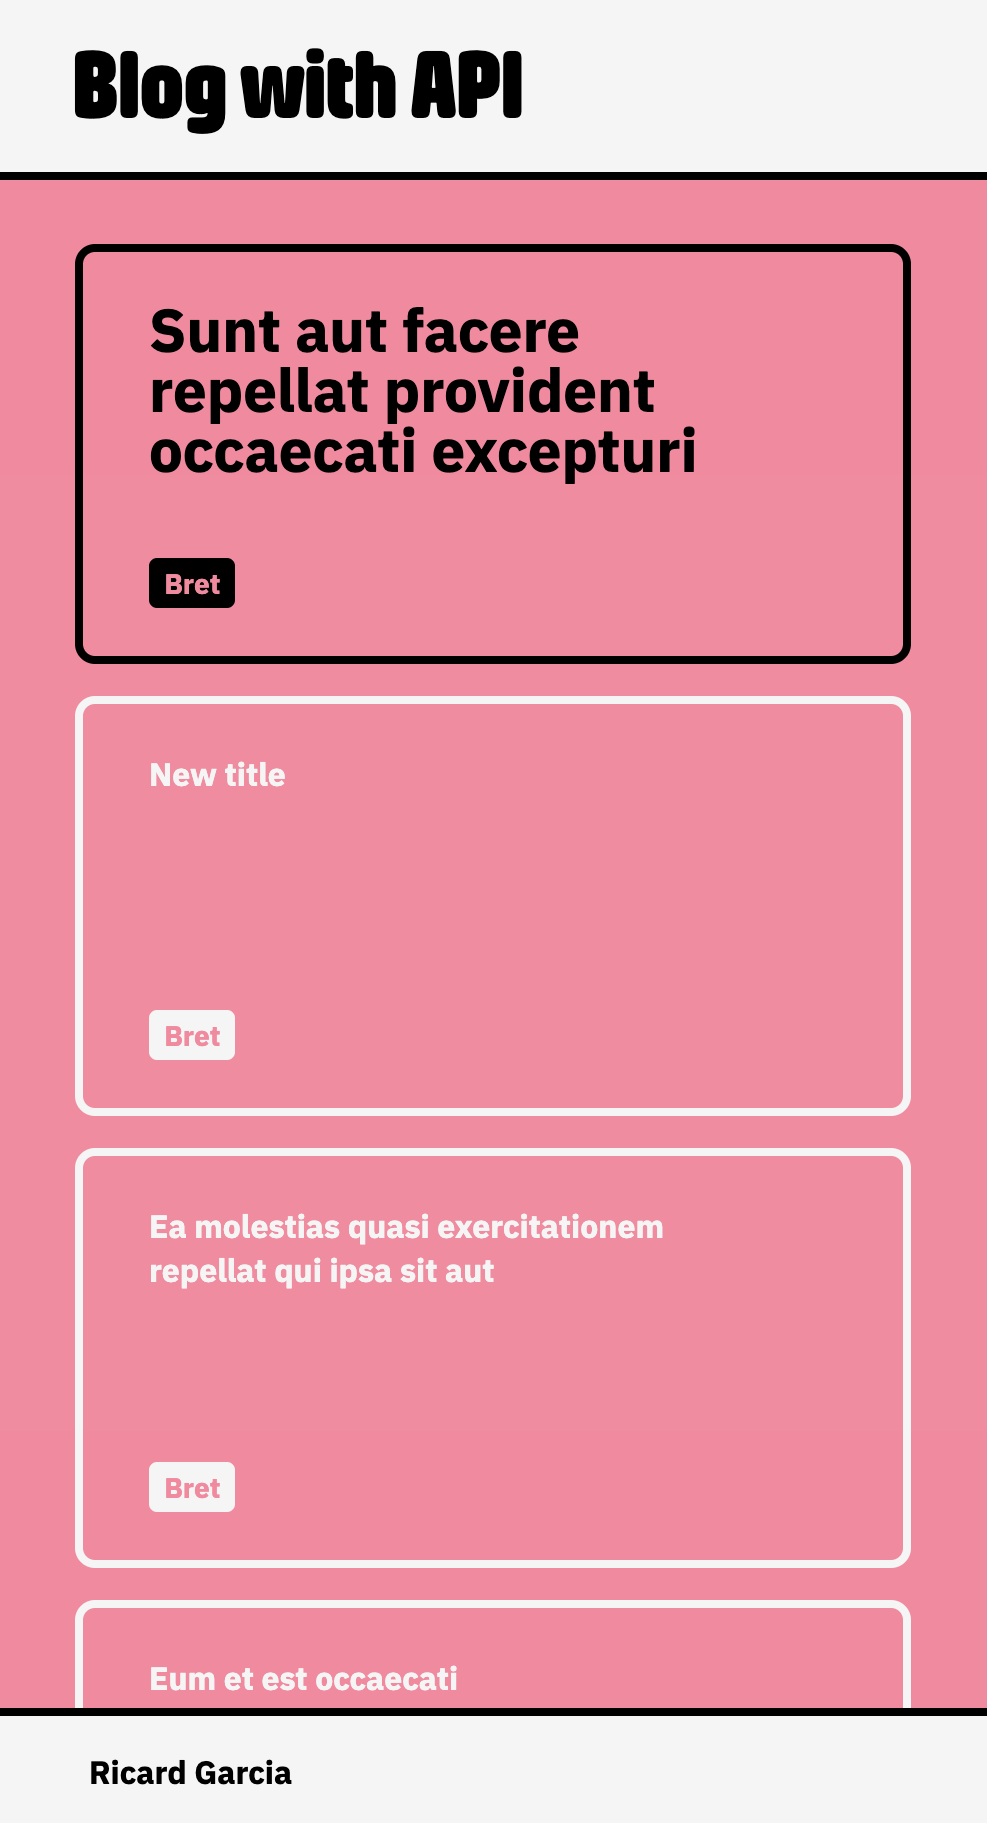 Blog with API
Sunt aut facere
repellat provident
occaecati excepturi
Bret
New title
Bret
Ea molestias quasi exercitationem
repellat qui ipsa sit aut
Bret
Eum et est occaecati
Ricard Garcia